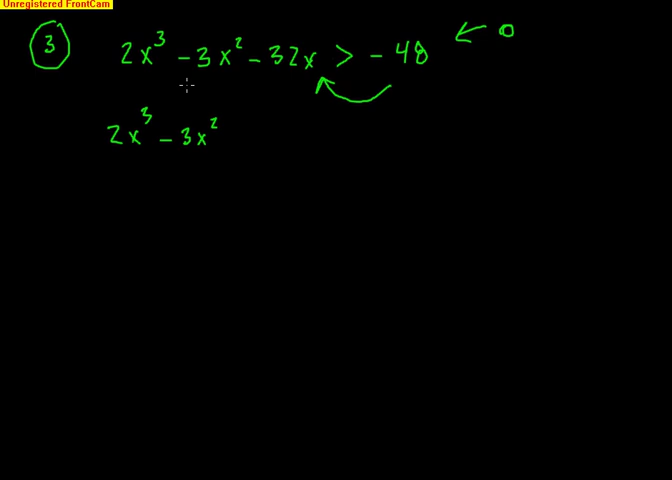 Unregistered FrontCam
3 2x³ - 3x² - 32x > - 48 ← 0
2x³ - 3x²